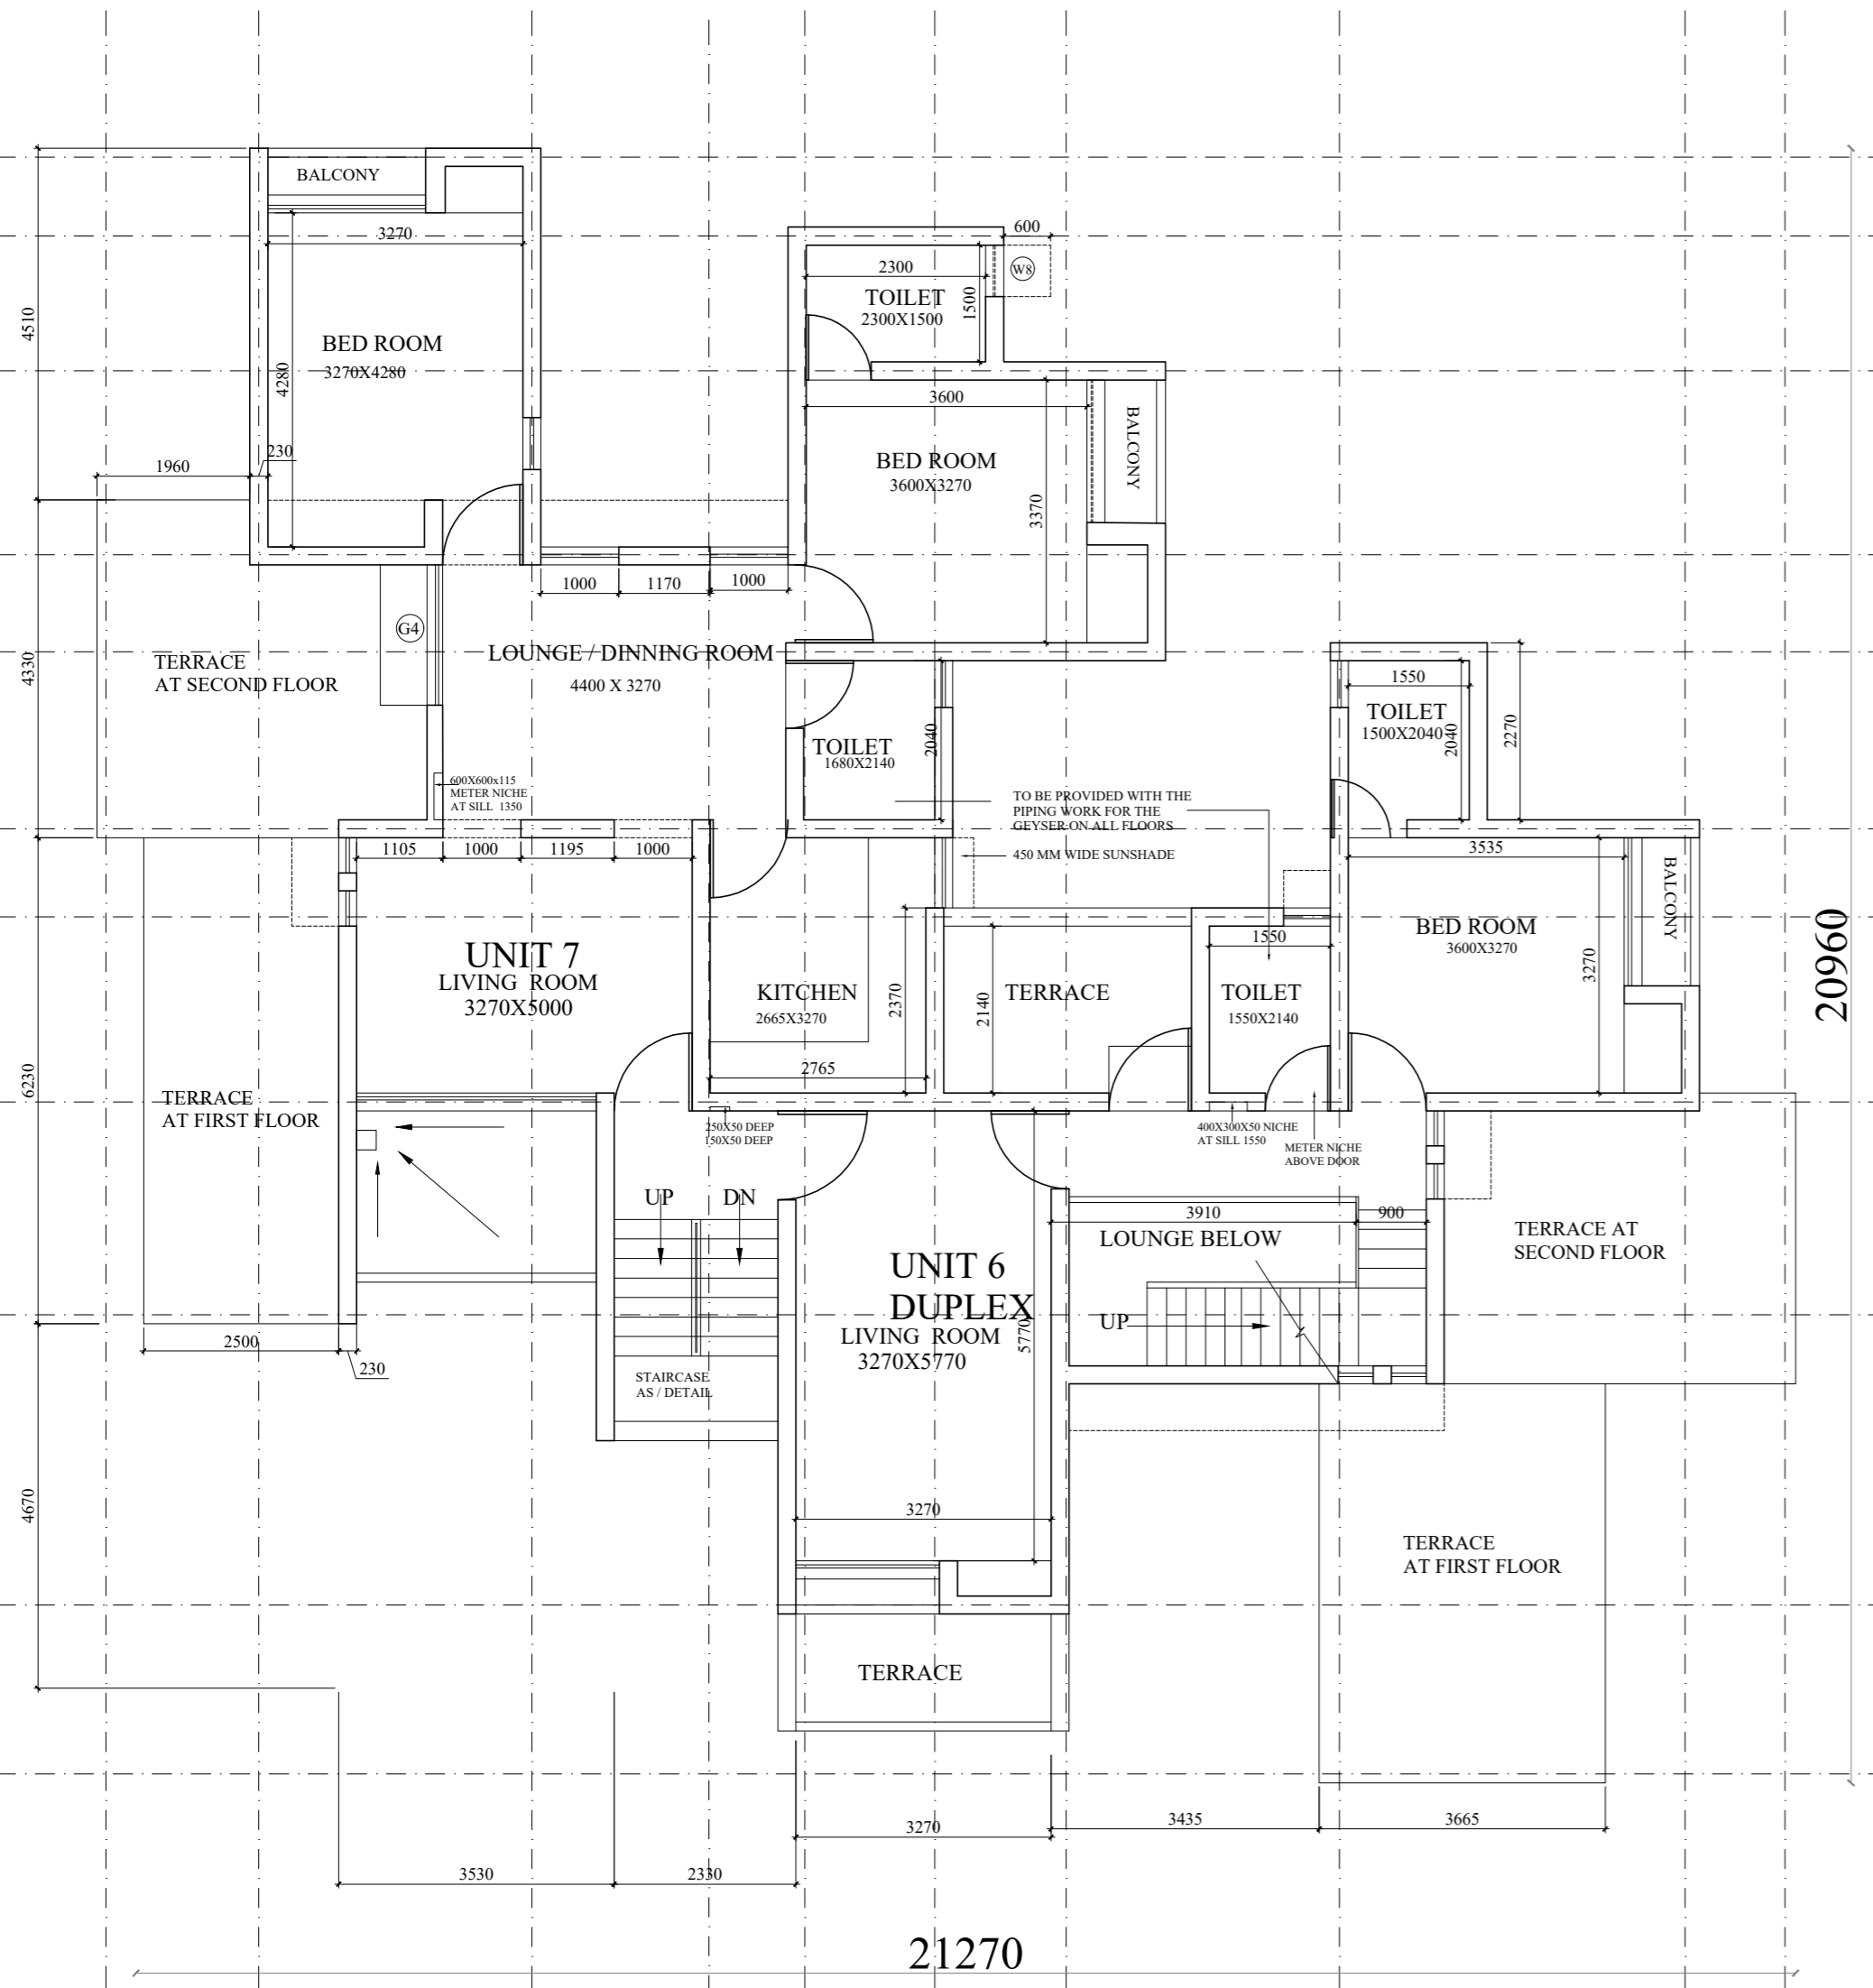 BALCONY
3270
600
2300
W8
TOILET
2300X1500
1500
4510
BED ROOM
3270X4280
4280
3600
BALCONY
230
1960
BED ROOM
3600X3270
3370
1000
1170
1000
G4
LOUNGE / DINNING ROOM
4400 X 3270
TERRACE
AT SECOND FLOOR
4330
1550
TOILET
1500X2040
2040
2270
TOILET
1680X2140
2040
600X600x115
METER NICHE
AT SILL 1350
TO BE PROVIDED WITH THE
PIPING WORK FOR THE
GEYSER ON ALL FLOORS
450 MM WIDE SUNSHADE
1105
1000
1195
1000
3535
BALCONY
UNIT 7
LIVING ROOM
3270X5000
BED ROOM
3600X3270
3270
1550
KITCHEN
2665X3270
2370
2140
TERRACE
TOILET
1550X2140
20960
2765
6230
TERRACE
AT FIRST FLOOR
250X50 DEEP
150X50 DEEP
400X300X50 NICHE
AT SILL 1550
METER NICHE
ABOVE DOOR
UP
DN
3910
900
LOUNGE BELOW
TERRACE AT
SECOND FLOOR
UNIT 6
DUPLEX
LIVING ROOM
3270X5770
5770
UP
2500
230
STAIRCASE
AS / DETAIL
4670
3270
TERRACE
AT FIRST FLOOR
TERRACE
3270
3435
3665
3530
2330
21270